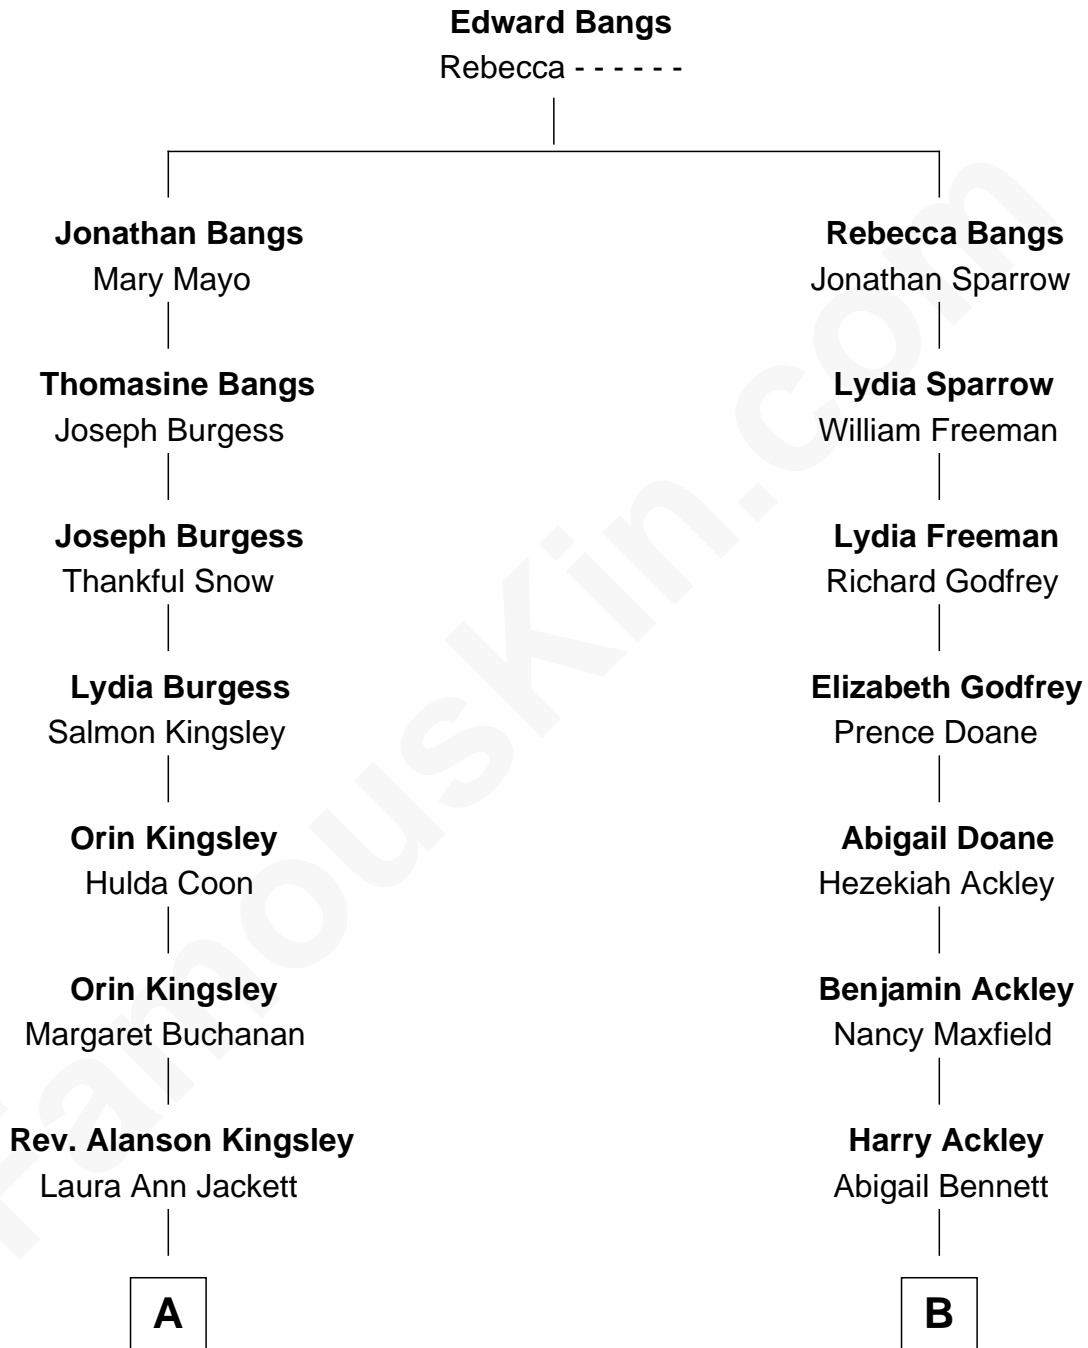 Edward Bangs
Rebecca - - - - - -
Jonathan Bangs
Mary Mayo
Thomasine Bangs
Joseph Burgess
Joseph Burgess
Thankful Snow
Lydia Burgess
Salmon Kingsley
Orin Kingsley
Hulda Coon
Orin Kingsley
Margaret Buchanan
Rev. Alanson Kingsley
Laura Ann Jackett
A
Rebecca Bangs
Jonathan Sparrow
Lydia Sparrow
William Freeman
Lydia Freeman
Richard Godfrey
Elizabeth Godfrey
Prence Doane
Abigail Doane
Hezekiah Ackley
Benjamin Ackley
Nancy Maxfield
Harry Ackley
Abigail Bennett
B
FamousKin.com